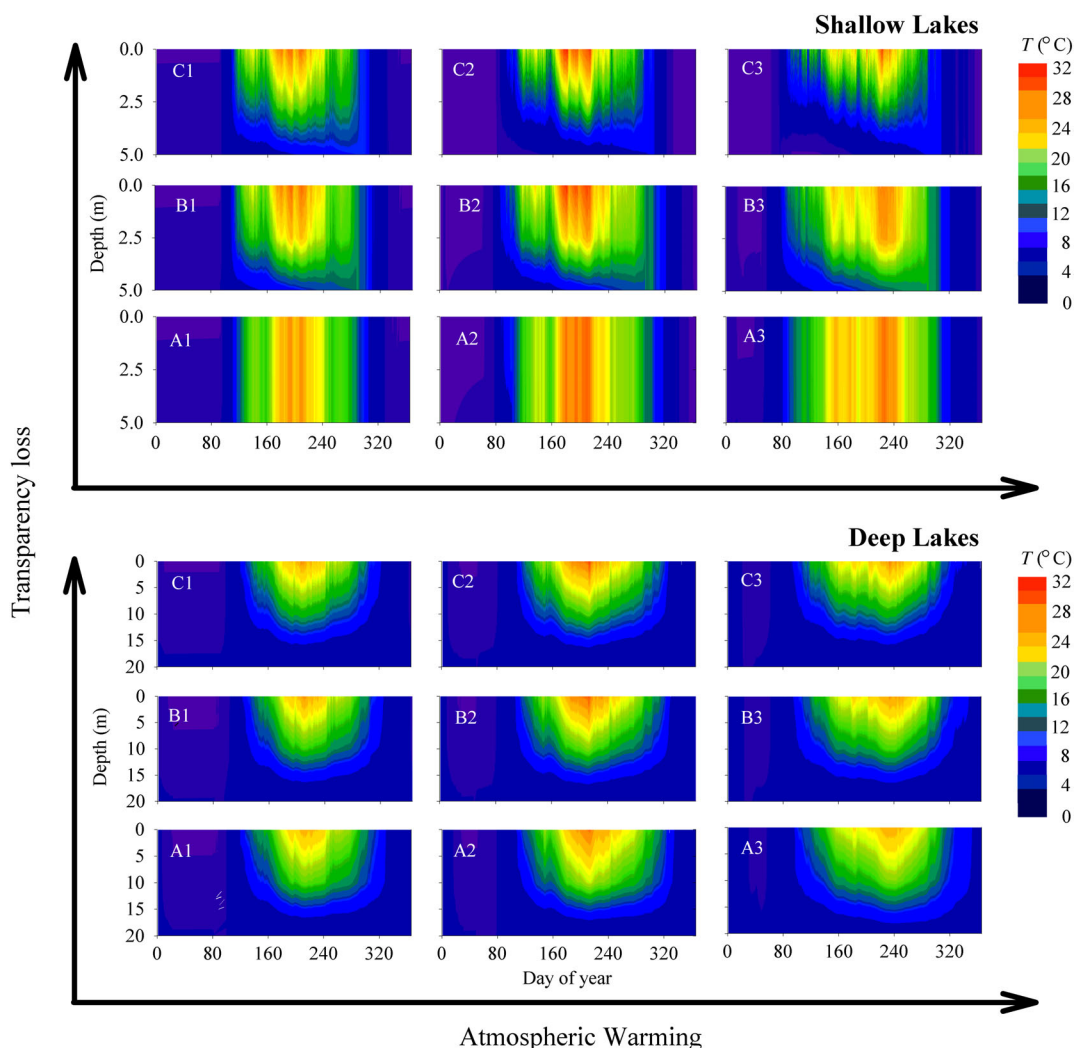 Shallow Lakes
T (°C)
0.0
2.5
5.0
C1
C2
C3
32
28
24
20
16
12
8
4
0
Depth (m)
0.0
2.5
5.0
B1
B2
B3
0.0
2.5
5.0
A1
A2
A3
0 80 160 240 320
0 80 160 240 320
0 80 160 240 320
Transparency loss
Deep Lakes
T (°C)
0
5
10
15
20
C1
C2
C3
32
28
24
20
16
12
8
4
0
Depth (m)
0
5
10
15
20
B1
B2
B3
0
5
10
15
20
A1
A2
A3
0 80 160 240 320
0 80 160 240 320
0 80 160 240 320
Day of year
Atmospheric Warming